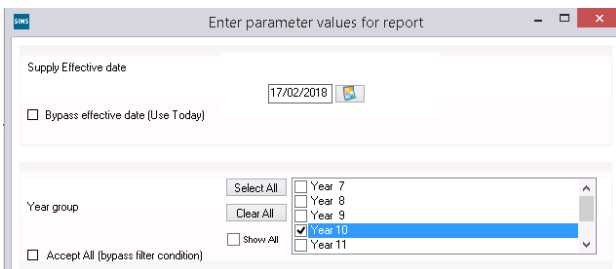 SIMS Enter parameter values for report
Supply Effective date
17/02/2018
Bypass effective date (Use Today)
Select All
Year 7
Year 8
Year group
Clear All
Year 9
Show All
Year 10
Accept All (bypass filter condition)
Year 11